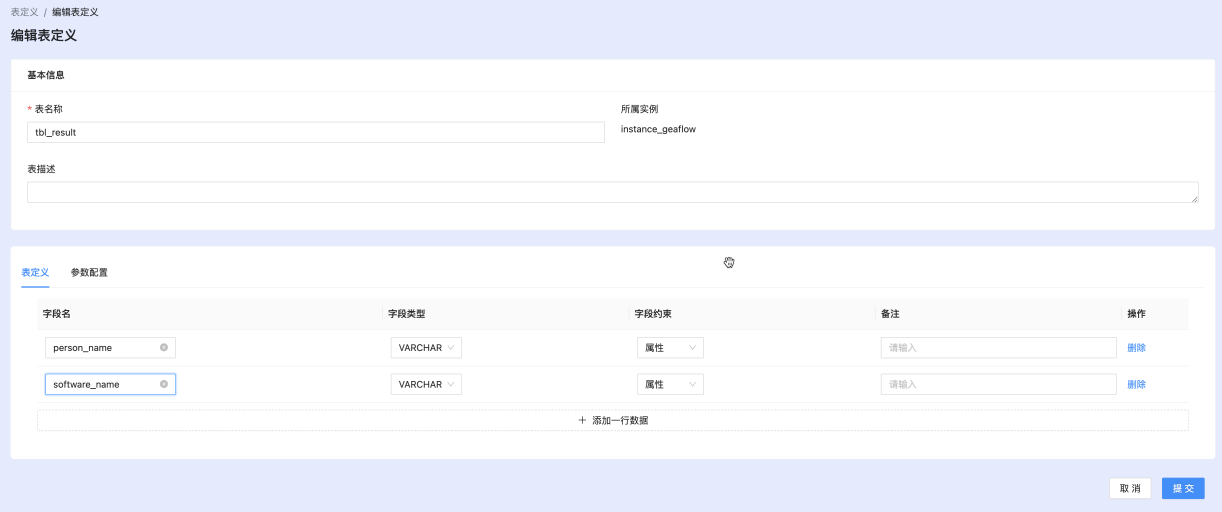 表定义 / 编辑表定义
编辑表定义
基本信息
* 表名称
所属实例
tbl_result
instance_geaflow
表描述
表定义 参数配置
字段名 字段类型 字段约束 备注 操作
person_name VARCHAR 属性 请输入 删除
software_name VARCHAR 属性 请输入 删除
+ 添加一行数据
取 消 提 交